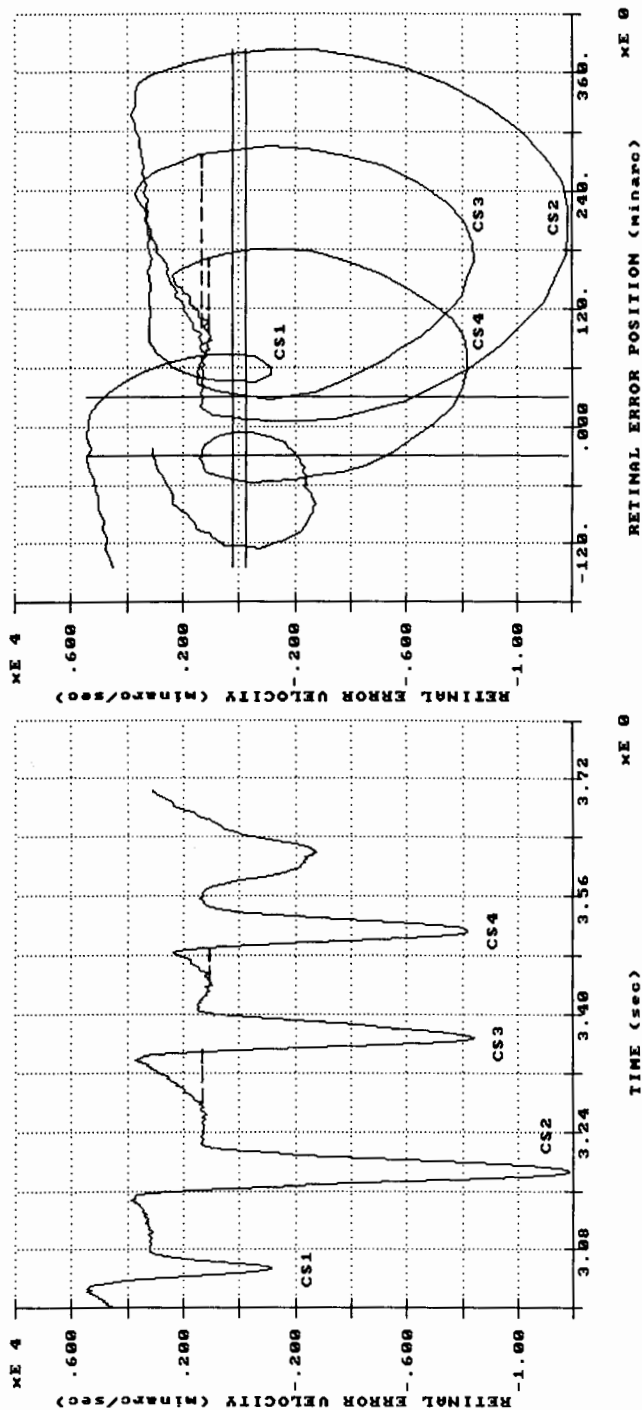 xE 4
.600
.200
-.200
-.600
-1.00
RETINAL ERROR VELOCITY (minarc/sec)
CS1
CS2
CS3
CS4
3.08
3.24
3.40
3.56
3.72
TIME (sec)
xE 0
xE 4
.600
.200
-.200
-.600
-1.00
RETINAL ERROR VELOCITY (minarc/sec)
CS1
CS4
CS3
CS2
-120.
.000
120.
240.
360.
RETINAL ERROR POSITION (minarc)
xE 0